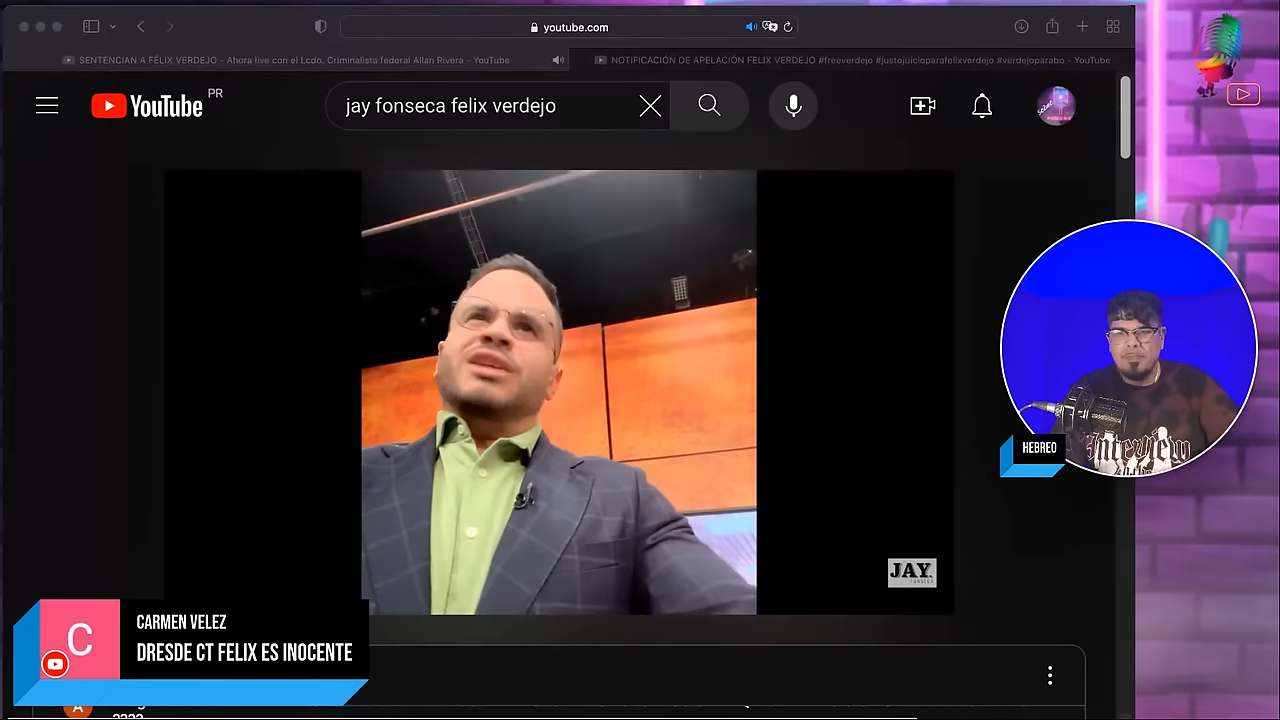 youtube.com
SENTENCIAN A FÉLIX VERDEJO - Ahora live con el Lcdo. Criminalista federal Allan Rivera - YouTube
NOTIFICACIÓN DE APELACIÓN FELIX VERDEJO #freeverdejo #justojuicioparafelixverdejo #verdejoparabo - YouTube
YouTube
PR
jay fonseca felix verdejo
HEBREO
Interview
JAY.
FONSECA
C
CARMEN VELEZ
DRESDE CT FELIX ES INOCENTE